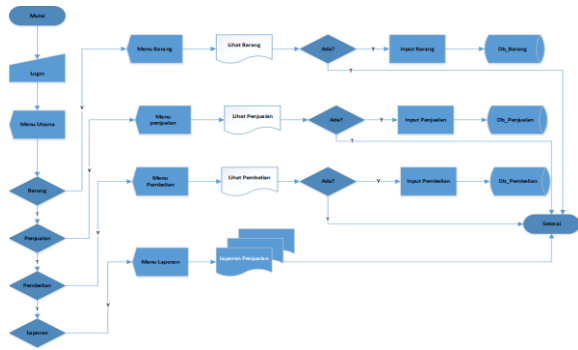 Mulai
Login
Menu Utama
Barang
Y
T
Penjualan
Y
T
Pembelian
Y
T
Laporan
Y
Menu Barang
Lihat Barang
Ada?
Y
T
Input Barang
Db_Barang
Menu
penjualan
Lihat Penjualan
Ada?
Y
T
Input Penjualan
Db_Penjualan
Menu
Pembelian
Lihat Pembelian
Ada?
Y
T
Input Pembelian
Db_Pembelian
Menu Laporan
Laporan Penjualan
Selesai